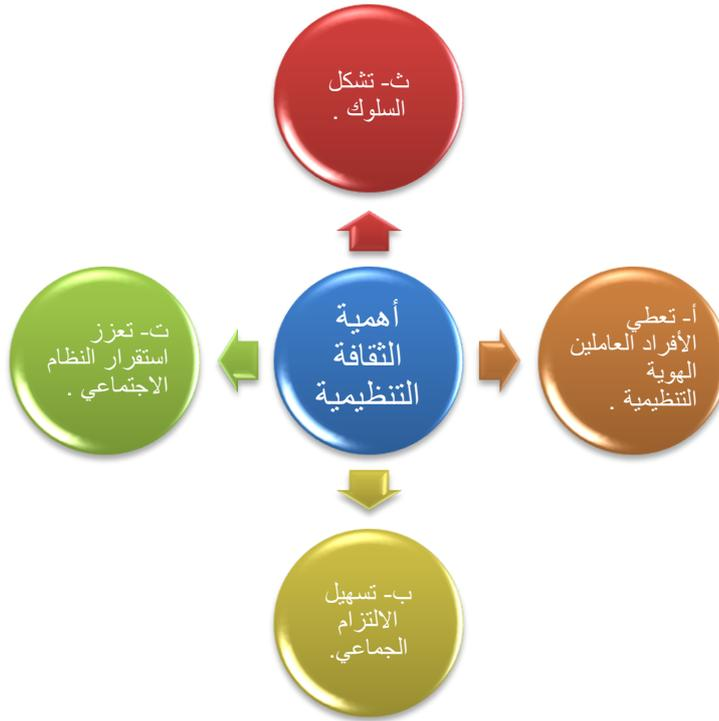 ث- تشكل
السلوك .
أهمية
الثقافة
التنظيمية
أ- تعطي
الأفراد العاملين
الهوية
التنظيمية .
ب- تسهيل
الالتزام
الجماعي.
ت- تعزز
استقرار النظام
الاجتماعي .